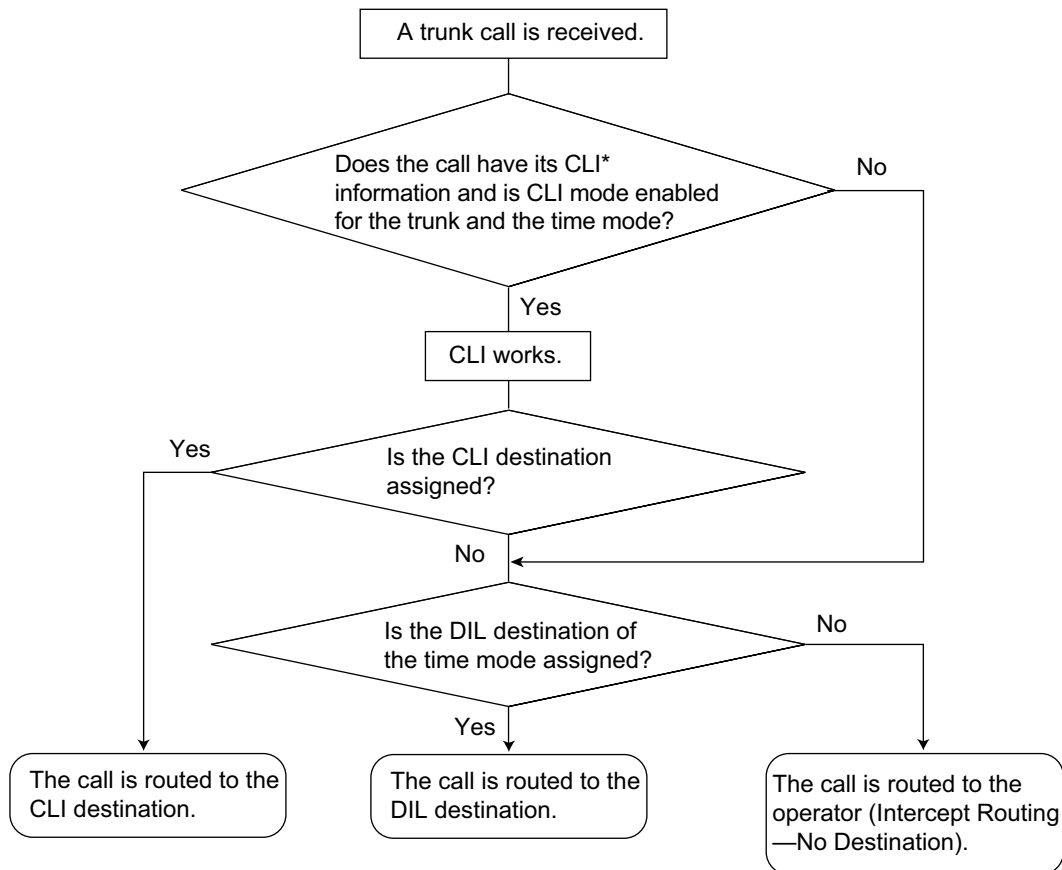 A trunk call is received.
Does the call have its CLI*
information and is CLI mode enabled
for the trunk and the time mode?
No
Yes
CLI works.
Yes
Is the CLI destination
assigned?
No
Is the DIL destination of
the time mode assigned?
No
Yes
The call is routed to the
CLI destination.
The call is routed to the
DIL destination.
The call is routed to the
operator (Intercept Routing
—No Destination).